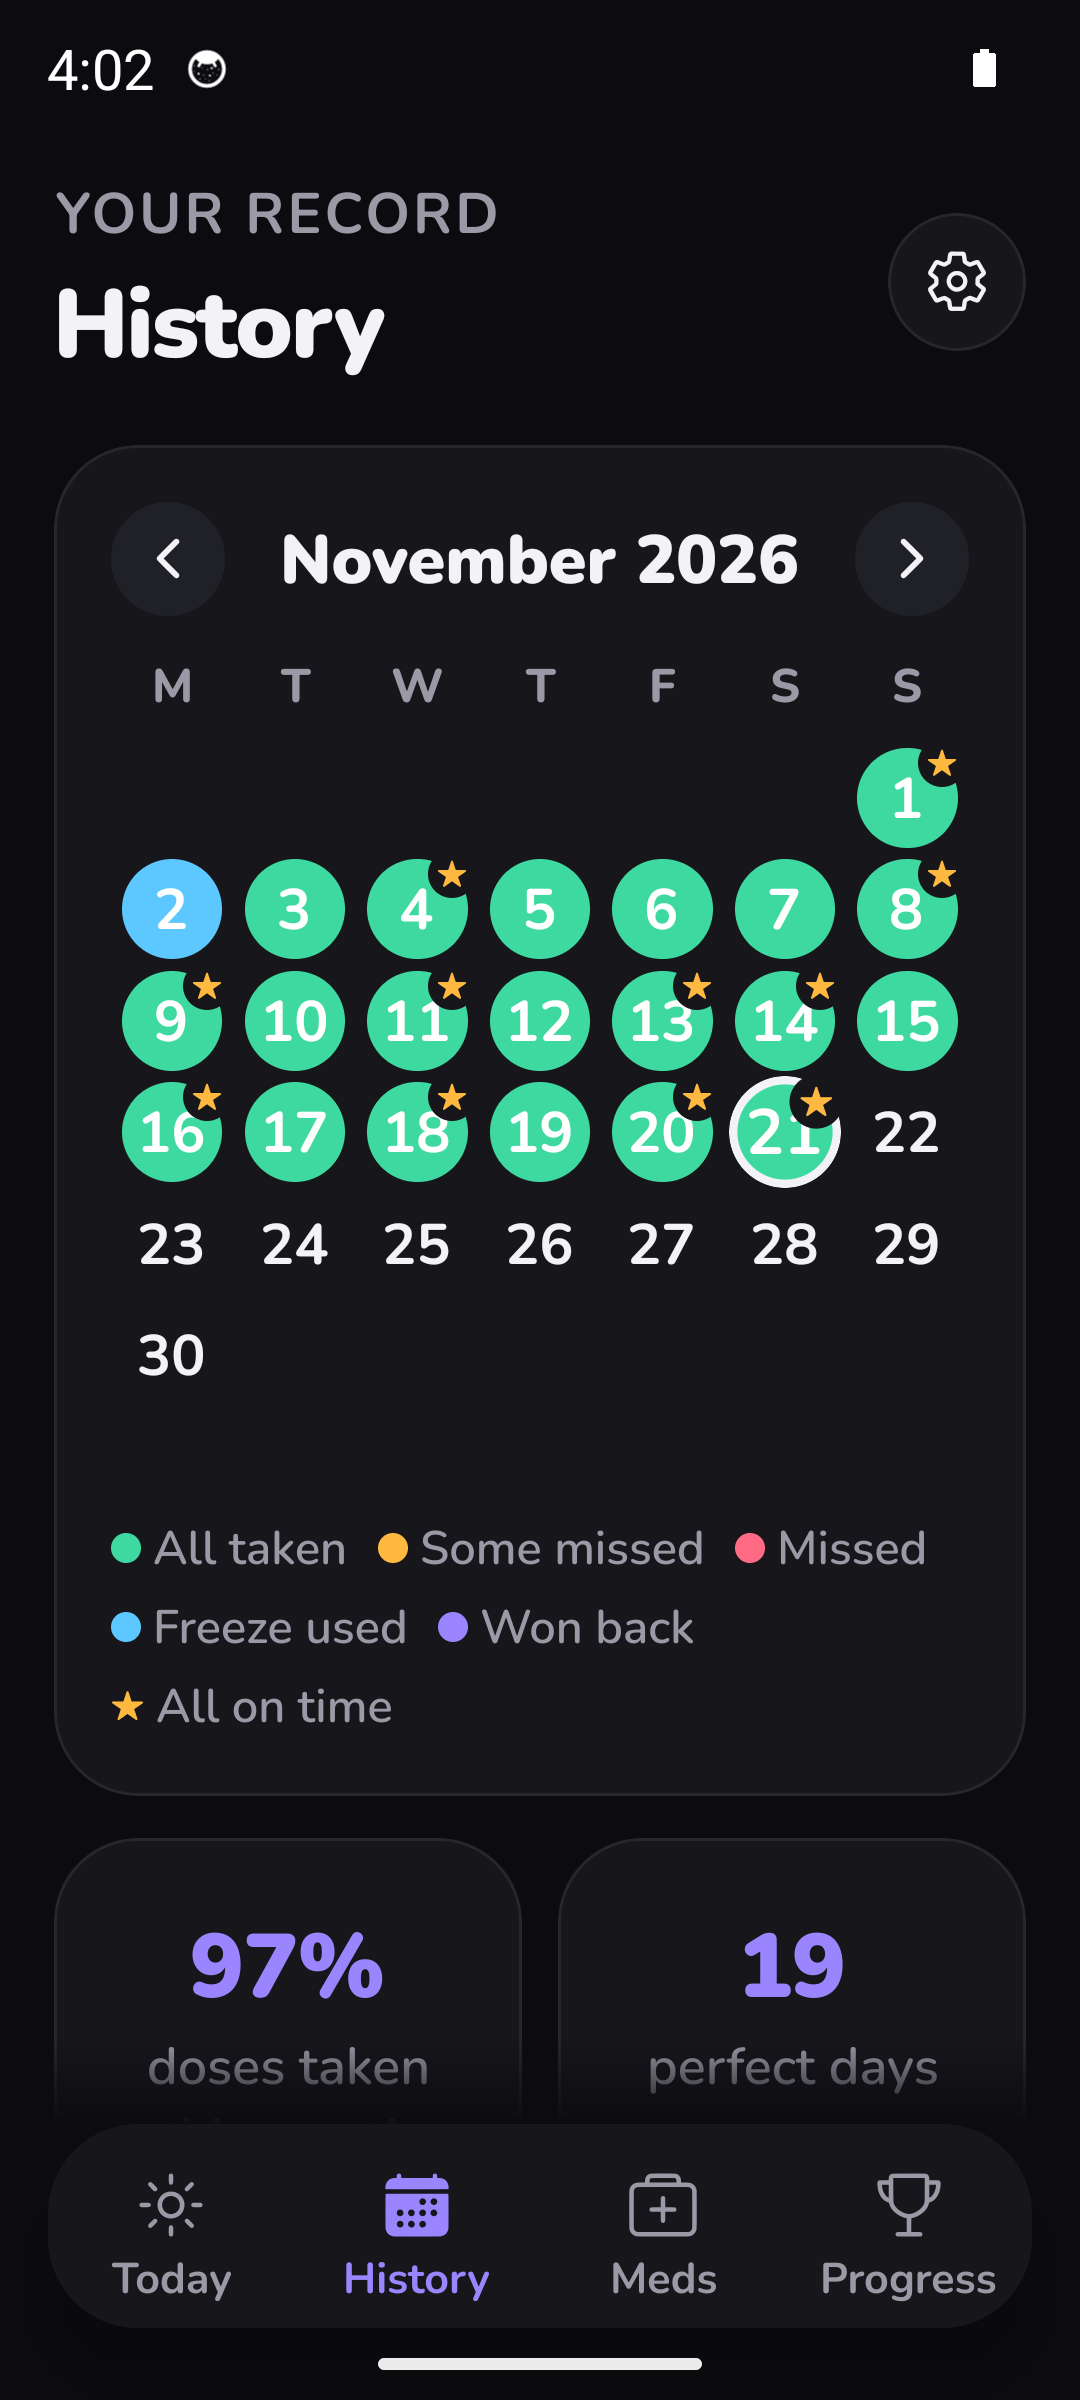 4:02
YOUR RECORD
History
November 2026
M T W T F S S
1
2 3 4 5 6 7 8
9 10 11 12 13 14 15
16 17 18 19 20 21 22
23 24 25 26 27 28 29
30
All taken Some missed Missed
Freeze used Won back
All on time
97% 19
doses taken perfect days
Today History Meds Progress